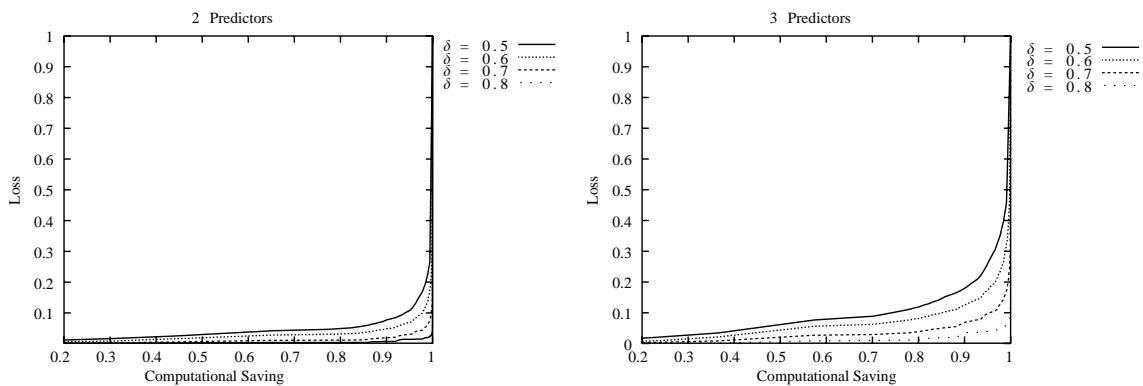 2 Predictors
1
0.9
0.8
0.7
0.6
0.5
0.4
0.3
0.2
0.1
0
Loss
0.2 0.3 0.4 0.5 0.6 0.7 0.8 0.9 1
Computational Saving
δ = 0.5
δ = 0.6
δ = 0.7
δ = 0.8
3 Predictors
1
0.9
0.8
0.7
0.6
0.5
0.4
0.3
0.2
0.1
0
Loss
0.2 0.3 0.4 0.5 0.6 0.7 0.8 0.9 1
Computational Saving
δ = 0.5
δ = 0.6
δ = 0.7
δ = 0.8